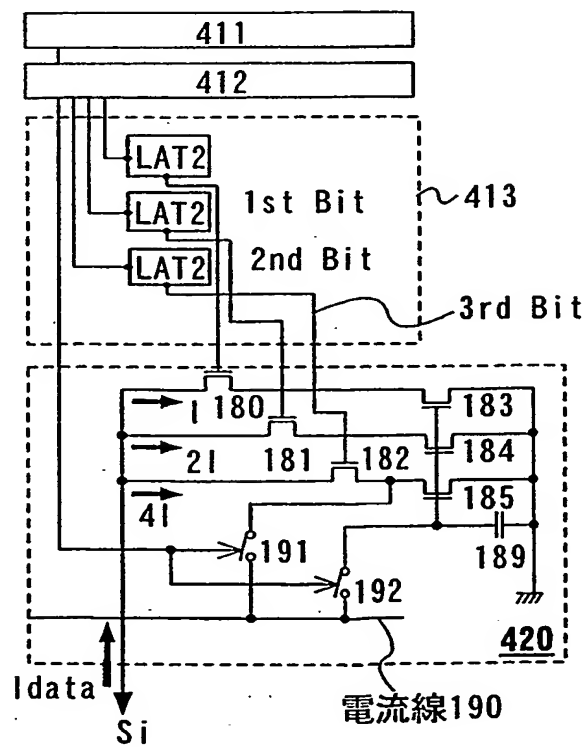 411
412
LAT2
LAT2
LAT2
1st Bit
2nd Bit
3rd Bit
413
I
180
183
2I
181
182
184
4I
185
191
192
189
420
Idata
Si
電流線190